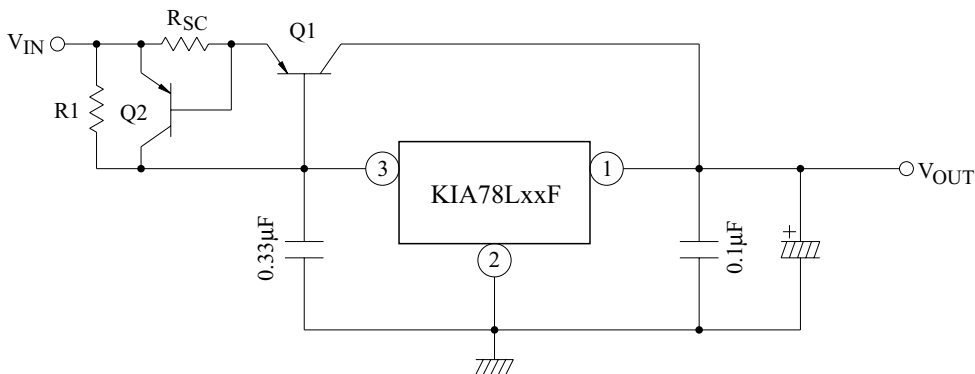 R_SC
Q1
V_IN
R1
Q2
3
KIA78LxxF
1
V_OUT
2
0.33μF
0.1μF
+